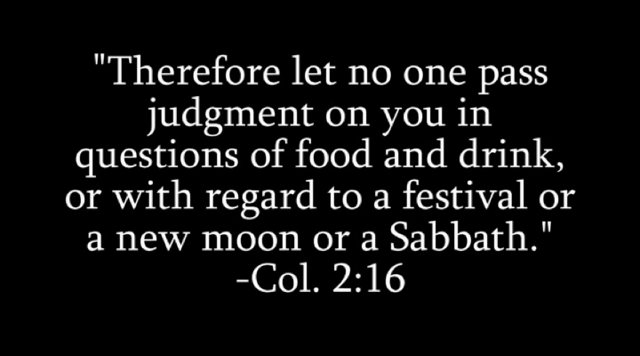 "Therefore let no one pass
judgment on you in
questions of food and drink,
or with regard to a festival or
a new moon or a Sabbath."
-Col. 2:16